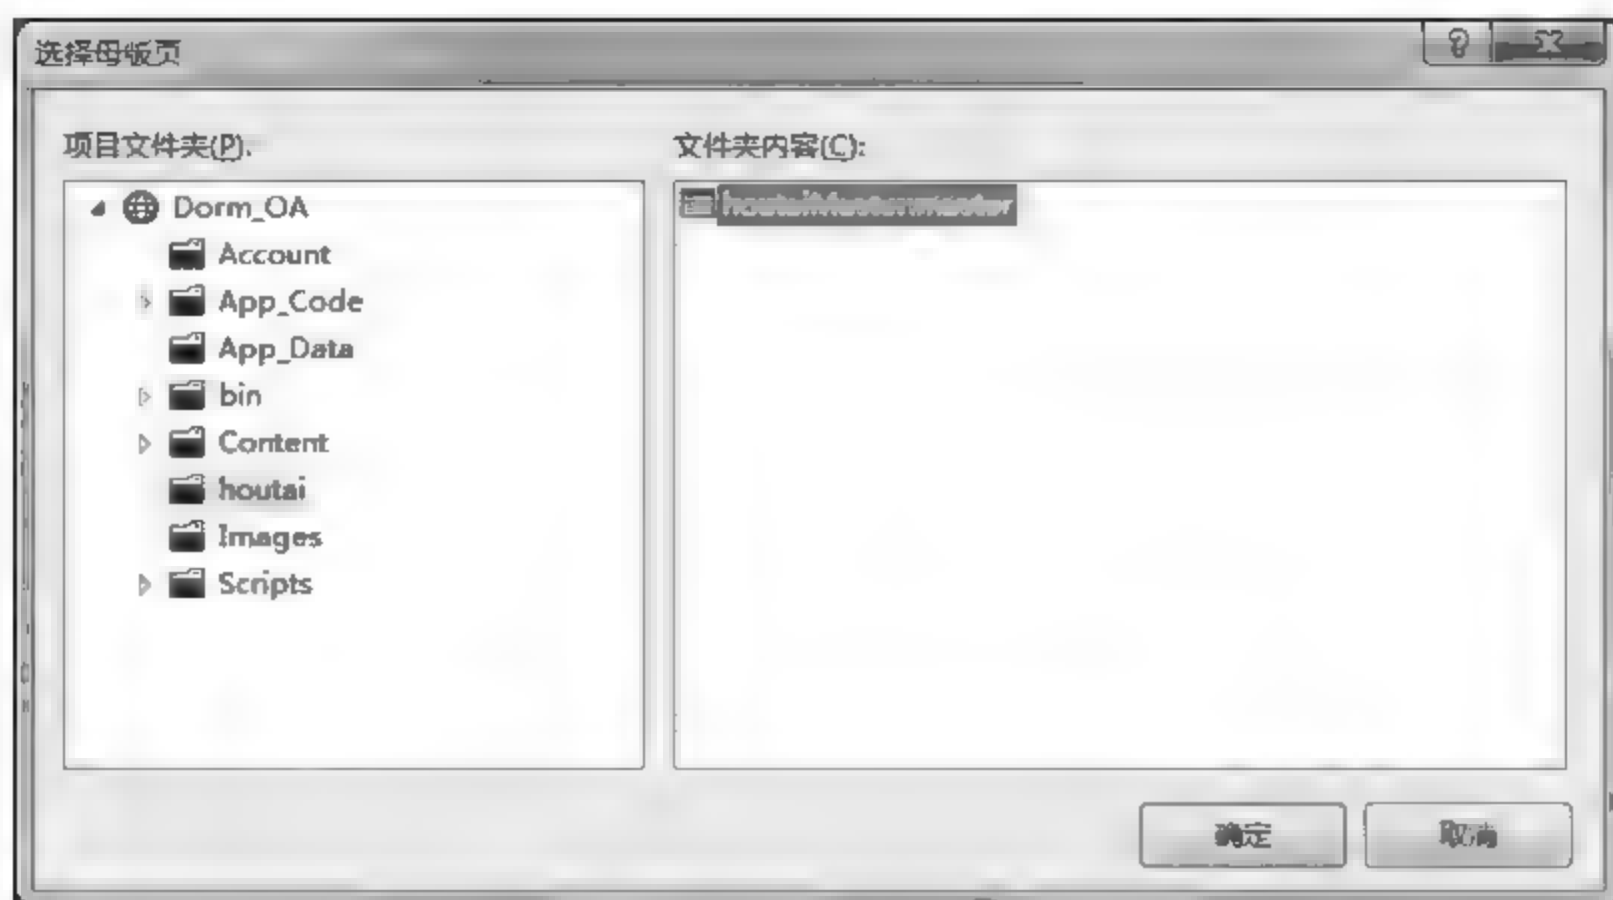 选择母版页
项目文件夹(P):
Dorm_OA
Account
App_Code
App_Data
bin
Content
houtai
Images
Scripts
文件夹内容(C):
确定
取消